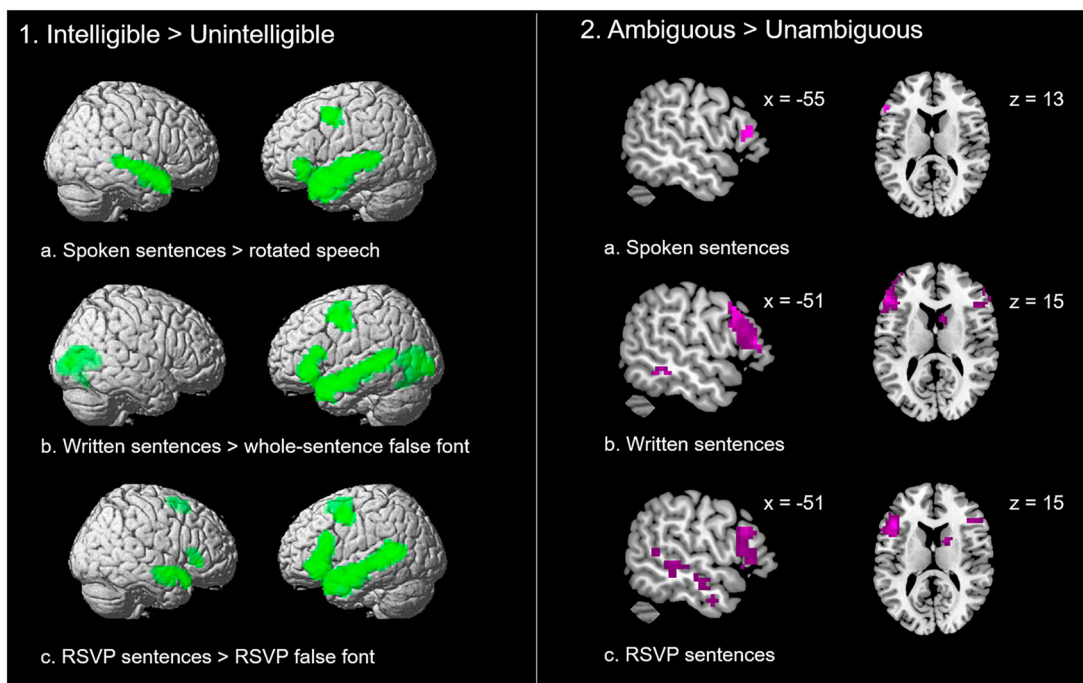 1. Intelligible > Unintelligible
a. Spoken sentences > rotated speech
b. Written sentences > whole-sentence false font
c. RSVP sentences > RSVP false font
2. Ambiguous > Unambiguous
x = -55
z = 13
a. Spoken sentences
x = -51
z = 15
b. Written sentences
x = -51
z = 15
c. RSVP sentences